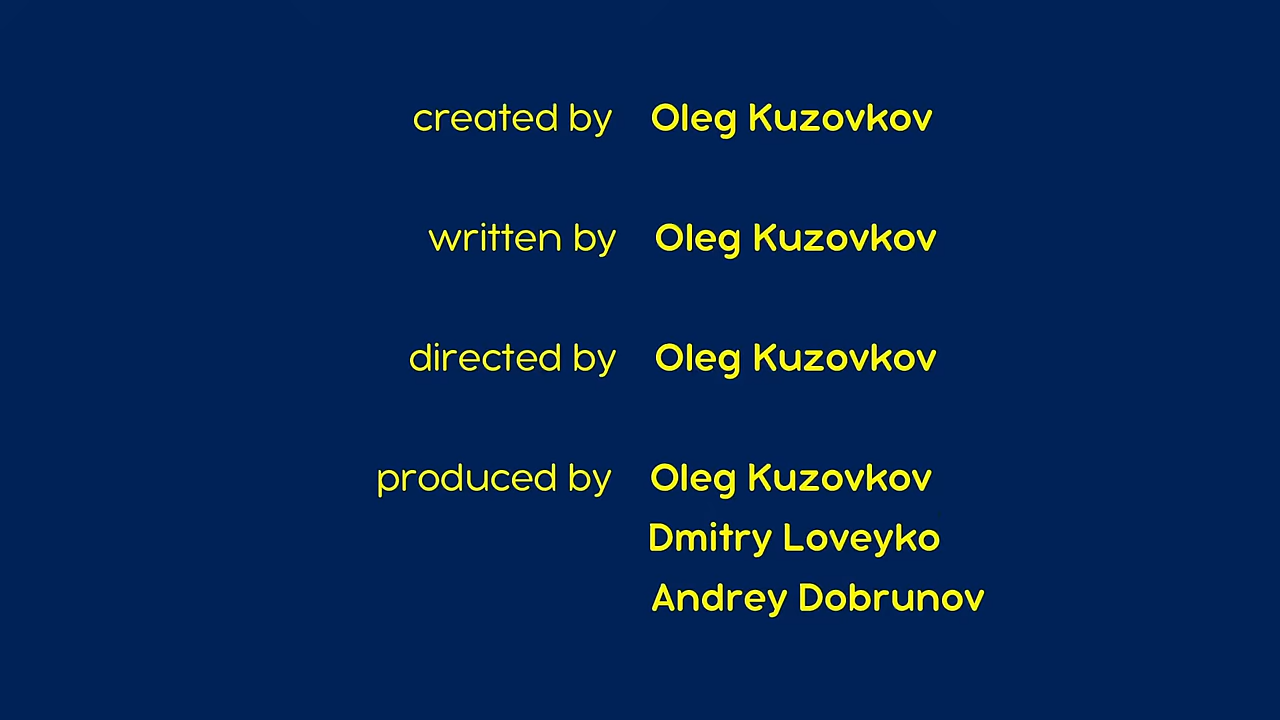 created by Oleg Kuzovkov
written by Oleg Kuzovkov
directed by Oleg Kuzovkov
produced by Oleg Kuzovkov
Dmitry Loveyko
Andrey Dobrunov